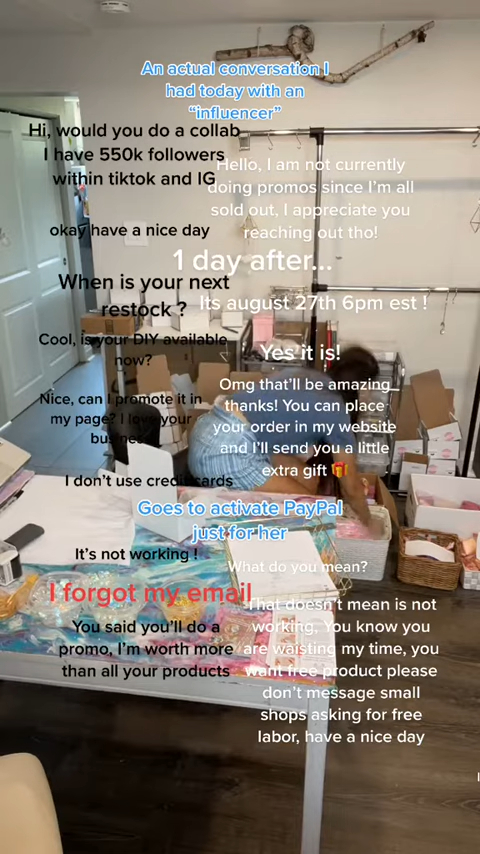 An actual conversation I
had today with an
“influencer”
Hi, would you do a collab
I have 550k followers
within tiktok and IG
Hello, I am not currently
doing promos since I’m all
sold out, I appreciate you
reaching out tho!
okay have a nice day
1 day after...
When is your next
restock ?
Its august 27th 6pm est !
Cool, is your DIY available
now?
Yes it is!
Nice, can I promote it in
my page? I love your
business
Omg that’ll be amazing
thanks! You can place
your order in my website
and I’ll send you a little
extra gift 🎁
I don’t use credit cards
Goes to activate PayPal
just for her
It’s not working !
What do you mean?
I forgot my email
That doesn’t mean is not
working, You know you
are waisting my time, you
want free product please
don’t message small
shops asking for free
labor, have a nice day
You said you’ll do a
promo, I’m worth more
than all your products